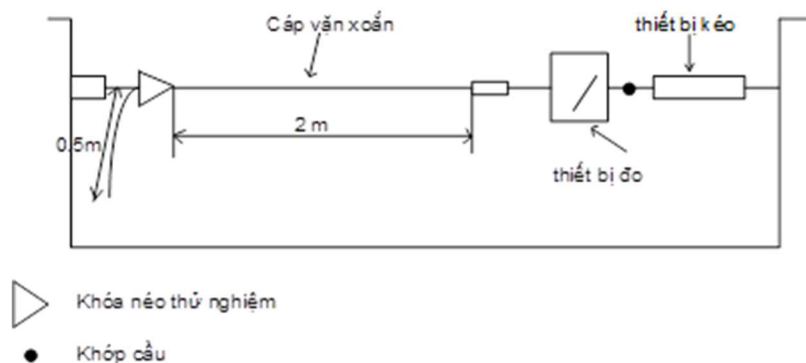 Cáp vặn xoắn
thiết bị kéo
0.5m
2 m
thiết bị đo
Khóa néo thử nghiệm
Khớp cầu